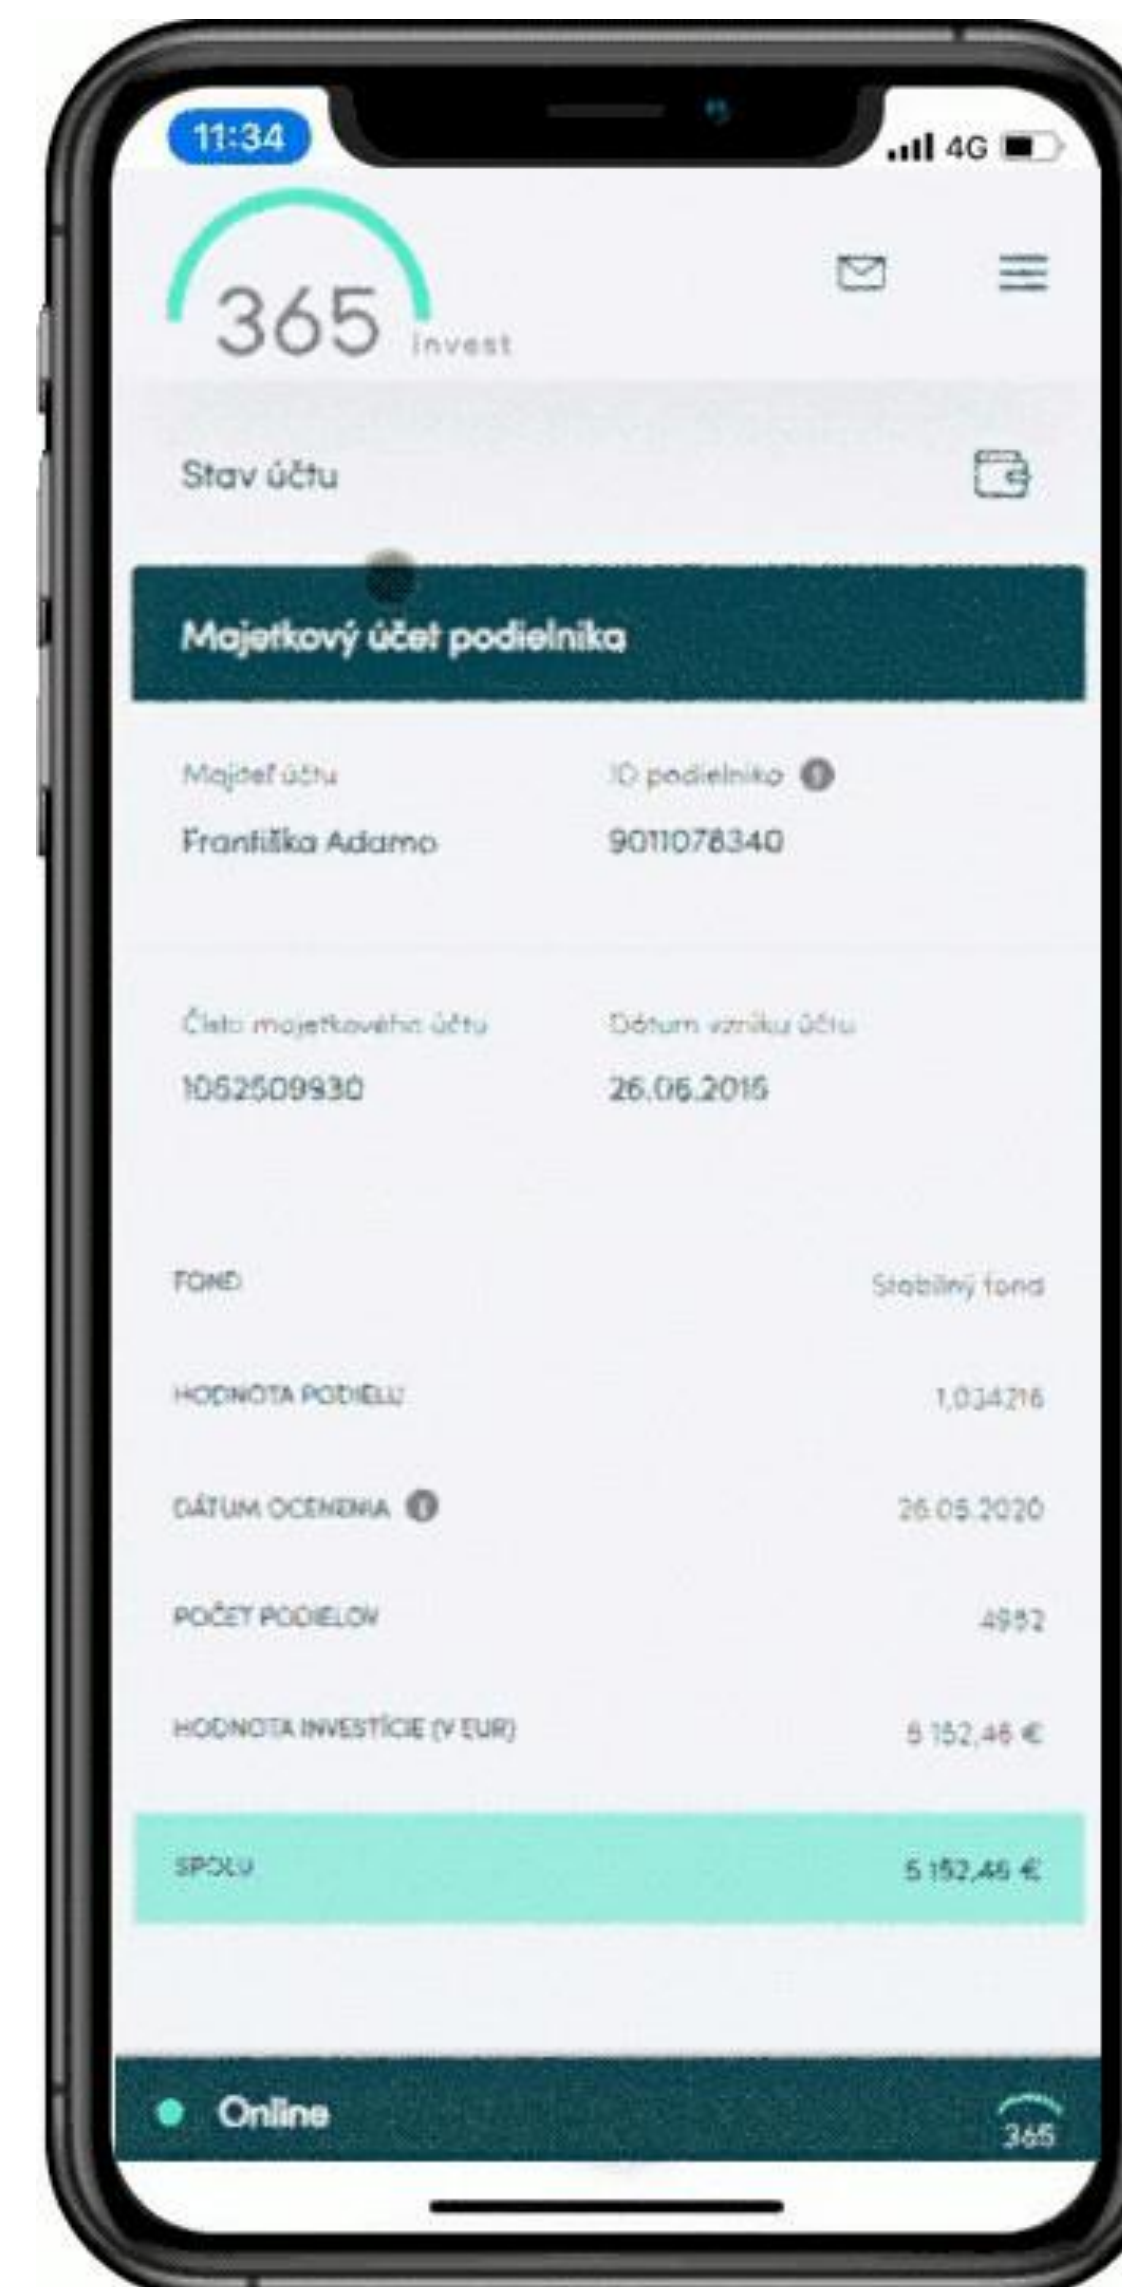 11:34
4G
365 invest
Stav účtu
Majetkový účet podielnika
Majiteľ účtu
ID podielnika
Františka Adamo
9011078340
Číslo majetkového účtu
Dátum vzniku účtu
1052509930
26.06.2015
FOND
Stabilný fond
HODNOTA PODIELU
1,034216
DÁTUM OCENENIA
26.05.2020
POČET PODIELOV
4982
HODNOTA INVESTÍCIE (V EUR)
5 152,46 €
SPOLU
5 152,46 €
Online
365